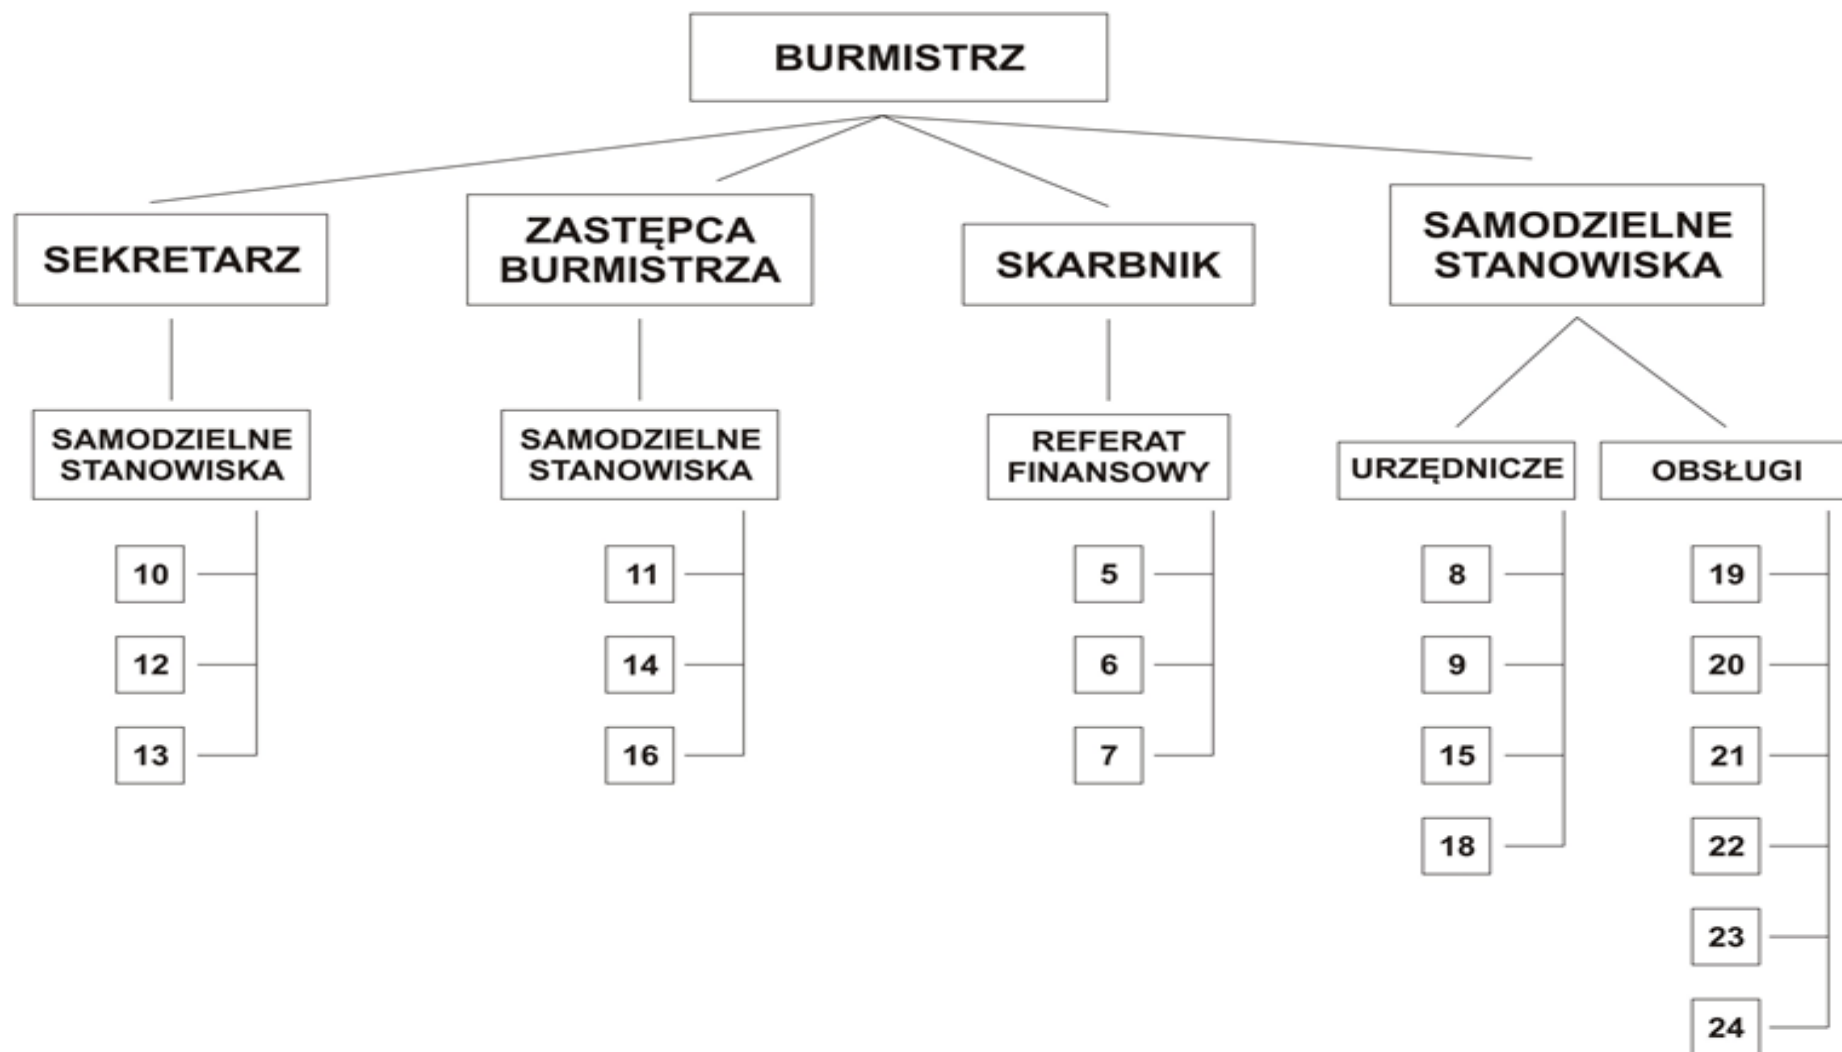 BURMISTRZ
SEKRETARZ
ZASTĘPCA
BURMISTRZA
SKARBNIK
SAMODZIELNE
STANOWISKA
SAMODZIELNE
STANOWISKA
10
12
13
SAMODZIELNE
STANOWISKA
11
14
16
REFERAT
FINANSOWY
5
6
7
URZĘDNICZE
8
9
15
18
OBSŁUGI
19
20
21
22
23
24